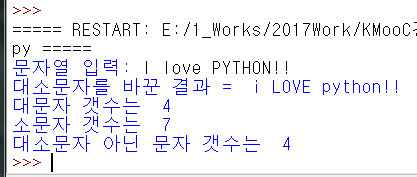 >>>
===== RESTART: E:/1_Works/2017Work/KMooC
py =====
문자열 입력: I love PYTHON!!
대소문자를 바꾼 결과 =  i LOVE python!!
대문자 갯수는  4
소문자 갯수는  7
대소문자 아닌 문자 갯수는  4
>>>